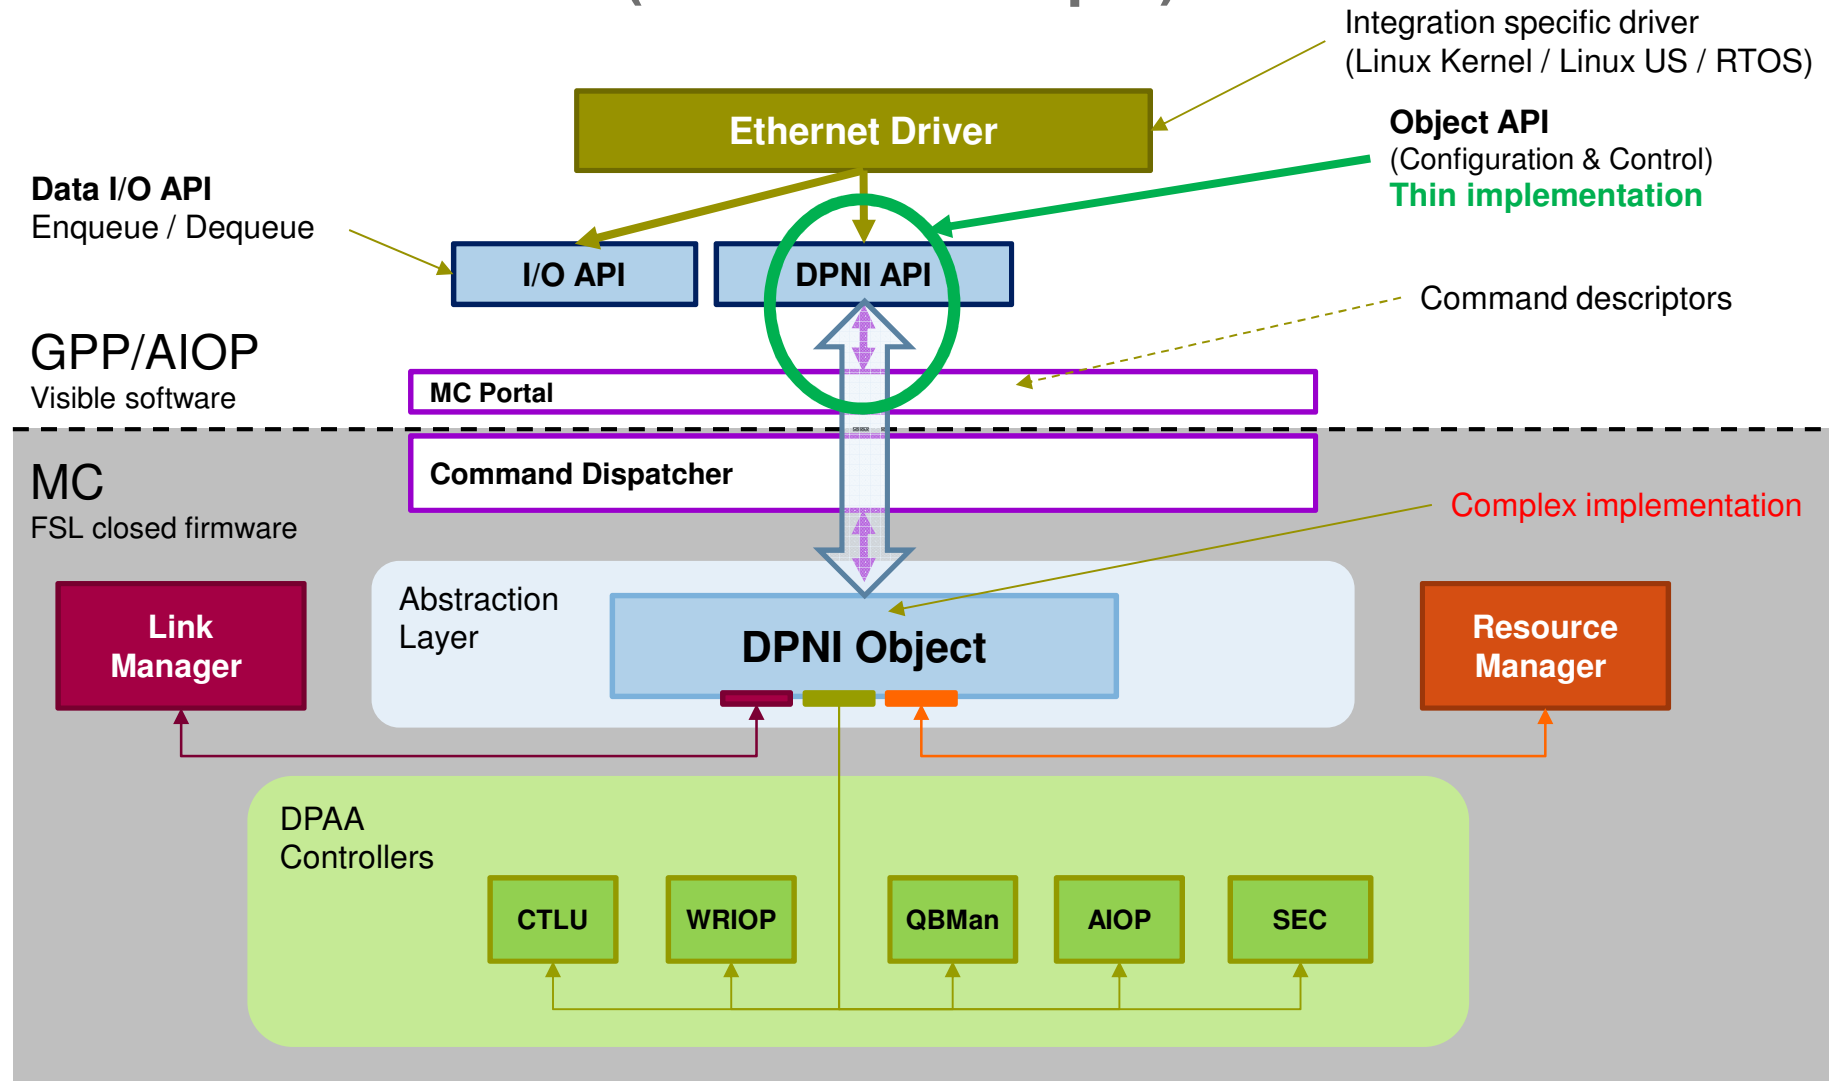 Integration specific driver
(Linux Kernel / Linux US / RTOS)
Ethernet Driver
Object API
(Configuration & Control)
Thin implementation
Data I/O API
Enqueue / Dequeue
I/O API
DPNI API
Command descriptors
GPP/AIOP
Visible software
MC Portal
MC
FSL closed firmware
Command Dispatcher
Complex implementation
Abstraction
Layer
Link
Manager
DPNI Object
Resource
Manager
DPAA
Controllers
CTLU
WRIOP
QBMan
AIOP
SEC